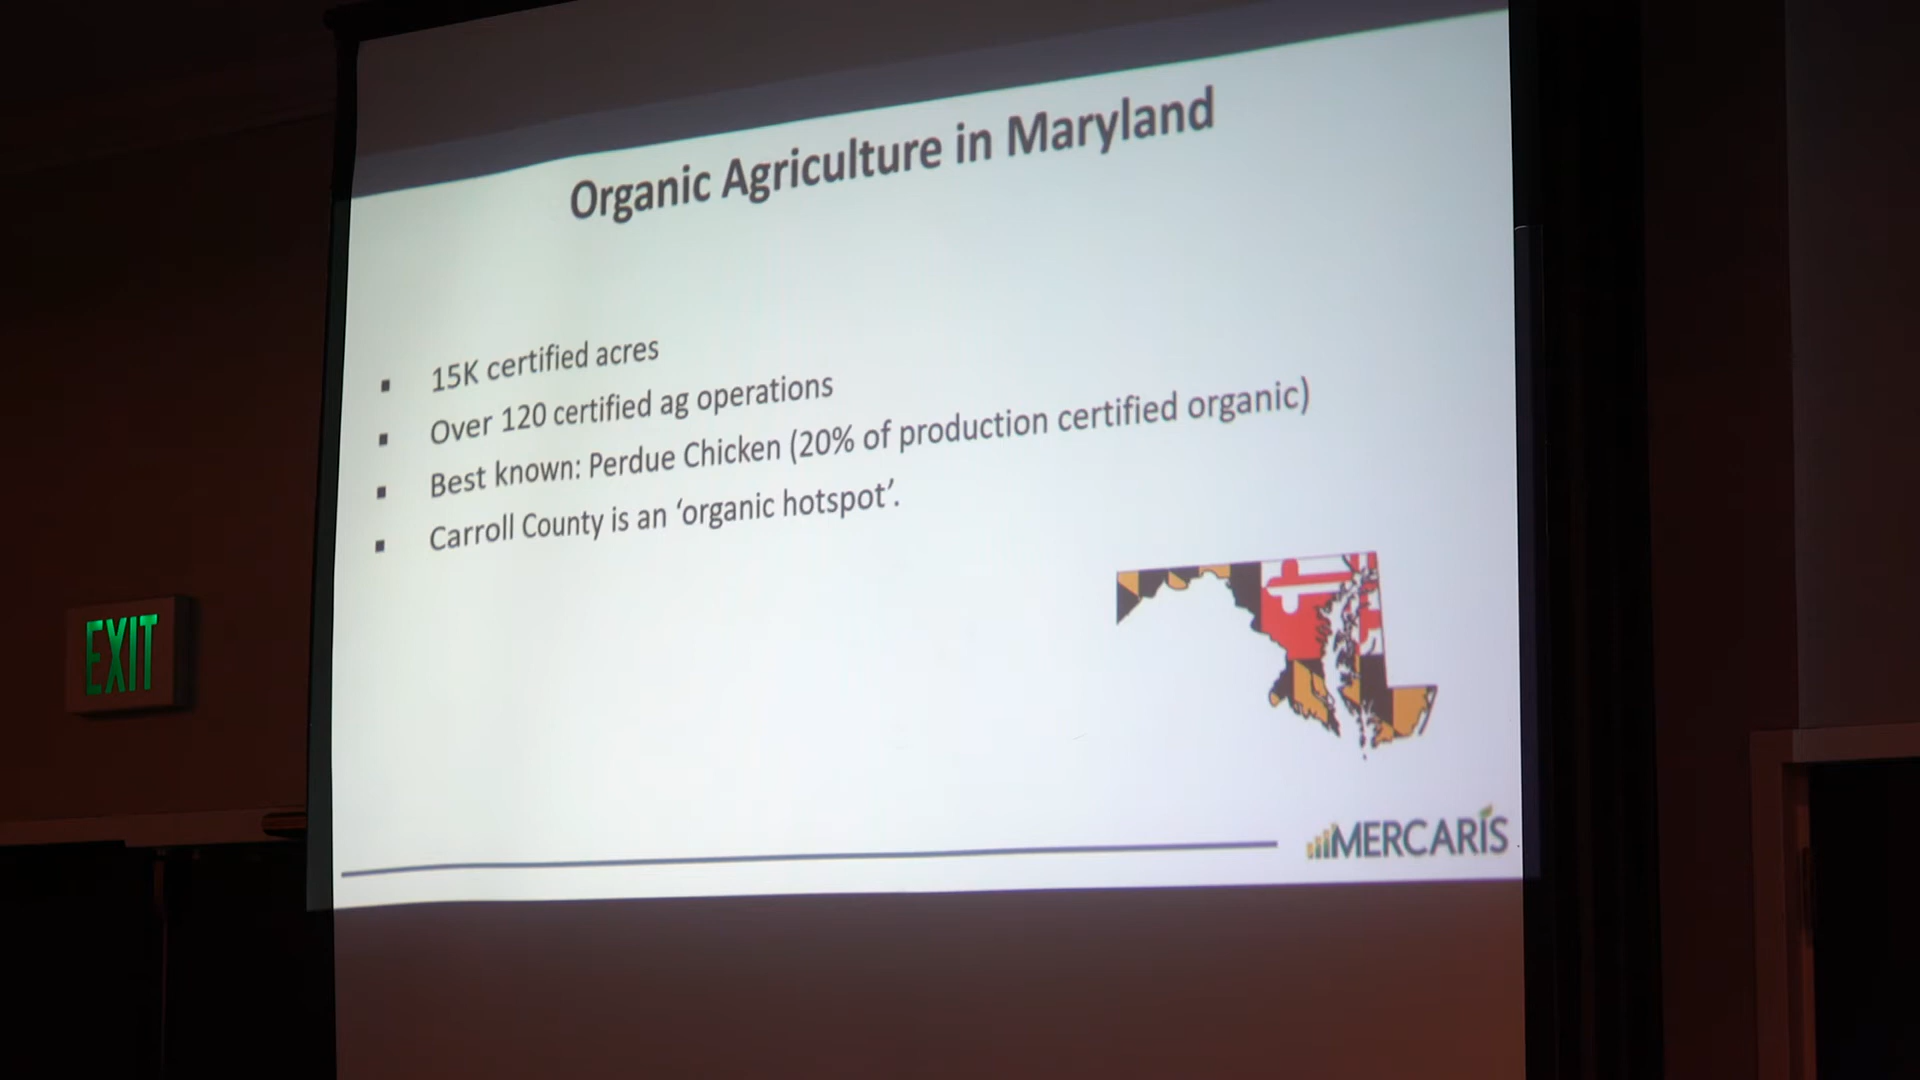 Organic Agriculture in Maryland
▪ 15K certified acres
▪ Over 120 certified ag operations
▪ Best known: Perdue Chicken (20% of production certified organic)
▪ Carroll County is an ‘organic hotspot’.
EXIT
MERCARIS